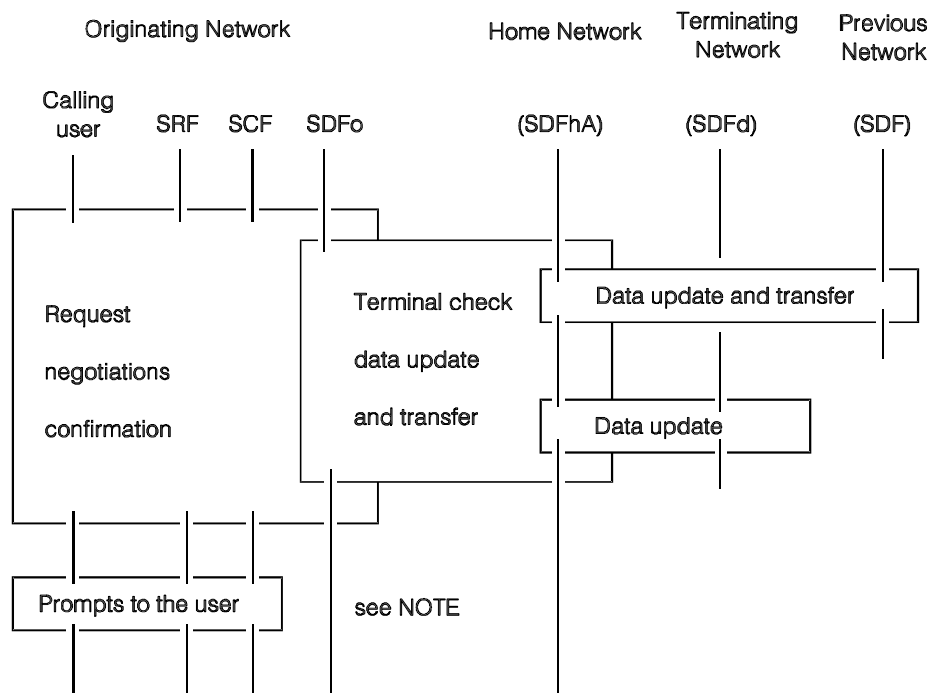 Originating Network
Home Network
Terminating
Network
Previous
Network
Calling
user
SRF
SCF
SDFo
(SDFhA)
(SDFd)
(SDF)
Request
negotiations
confirmation
Terminal check
data update
and transfer
Data update and transfer
Data update
Prompts to the user
see NOTE